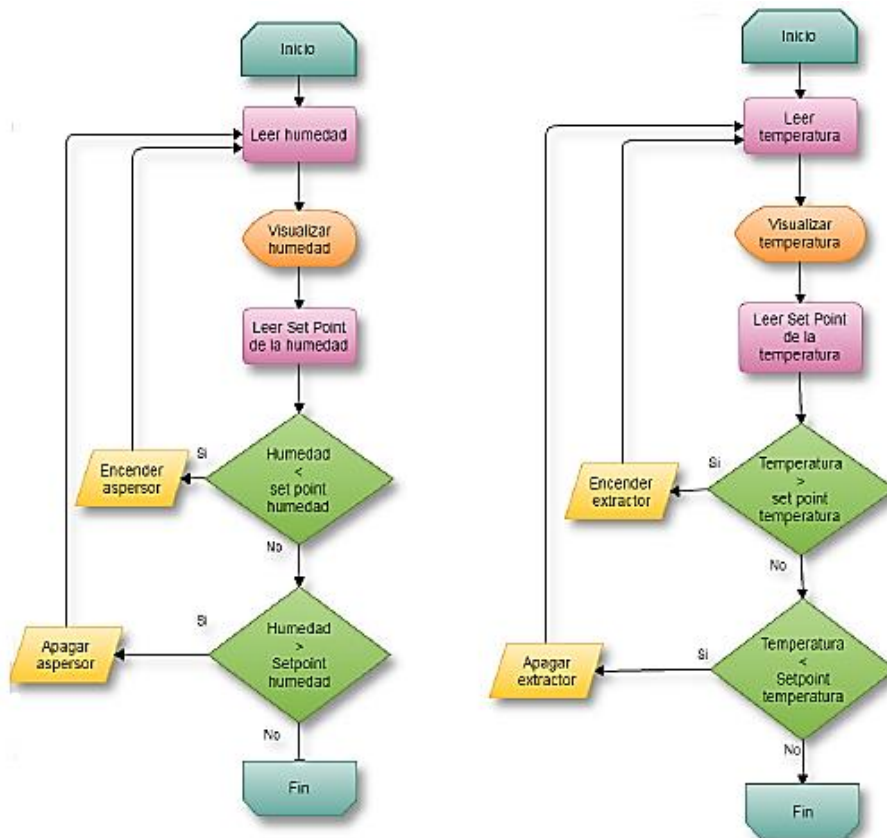 Inicio
Leer humedad
Visualizar
humedad
Leer Set Point
de la humedad
Humedad
<
set point
humedad
Si
Encender
aspersor
No
Humedad
>
Setpoint
humedad
Si
Apagar
aspersor
No
Fin
Inicio
Leer
temperatura
Visualizar
temperatura
Leer Set Point
de la
temperatura
Temperatura
>
set point
temperatura
Si
Encender
extractor
No
Temperatura
<
Setpoint
temperatura
Si
Apagar
extractor
No
Fin